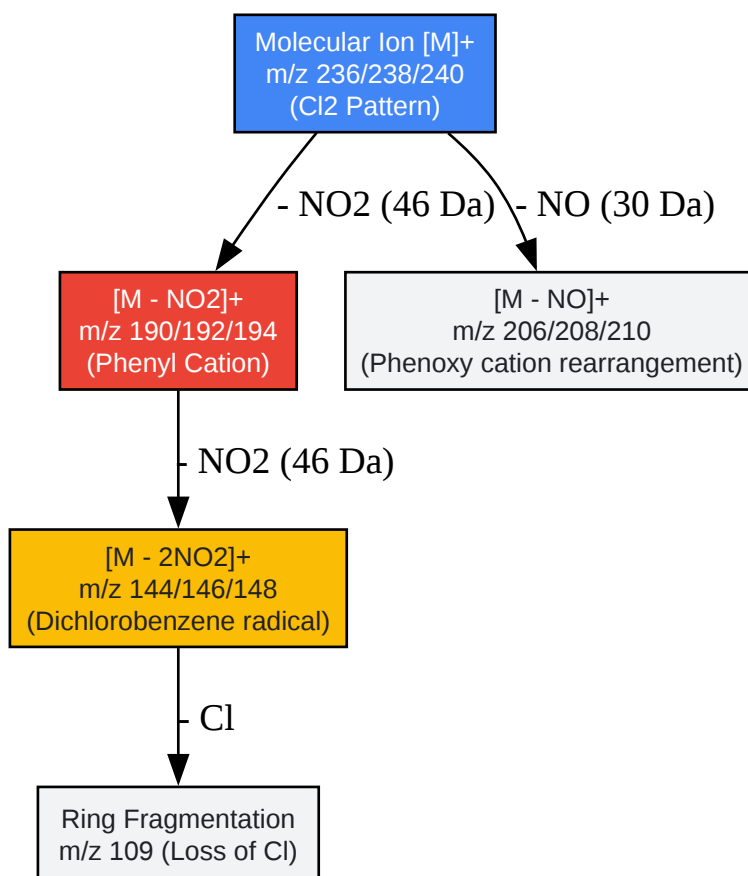 Molecular Ion [M]+
m/z 236/238/240
(Cl2 Pattern)
- NO2 (46 Da)
- NO (30 Da)
[M - NO2]+
m/z 190/192/194
(Phenyl Cation)
[M - NO]+
m/z 206/208/210
(Phenoxy cation rearrangement)
- NO2 (46 Da)
[M - 2NO2]+
m/z 144/146/148
(Dichlorobenzene radical)
- Cl
Ring Fragmentation
m/z 109 (Loss of Cl)